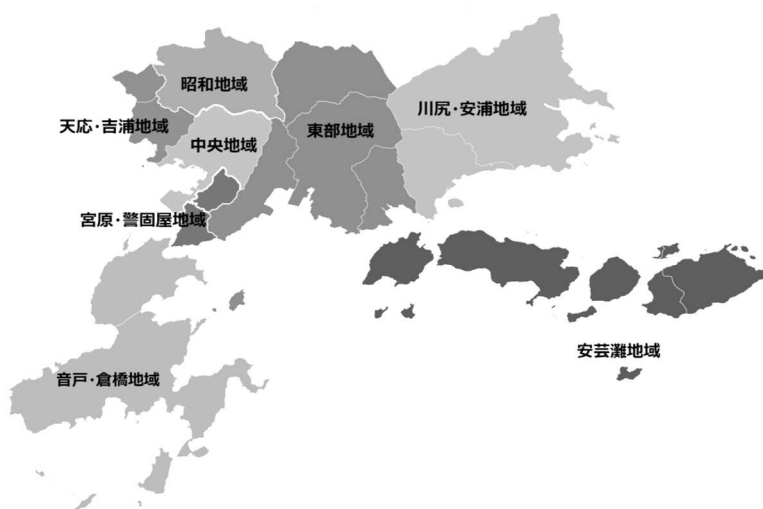 昭和地域
川尻・安浦地域
天応・吉浦地域
東部地域
中央地域
宮原・警固屋地域
安芸灘地域
音戸・倉橋地域